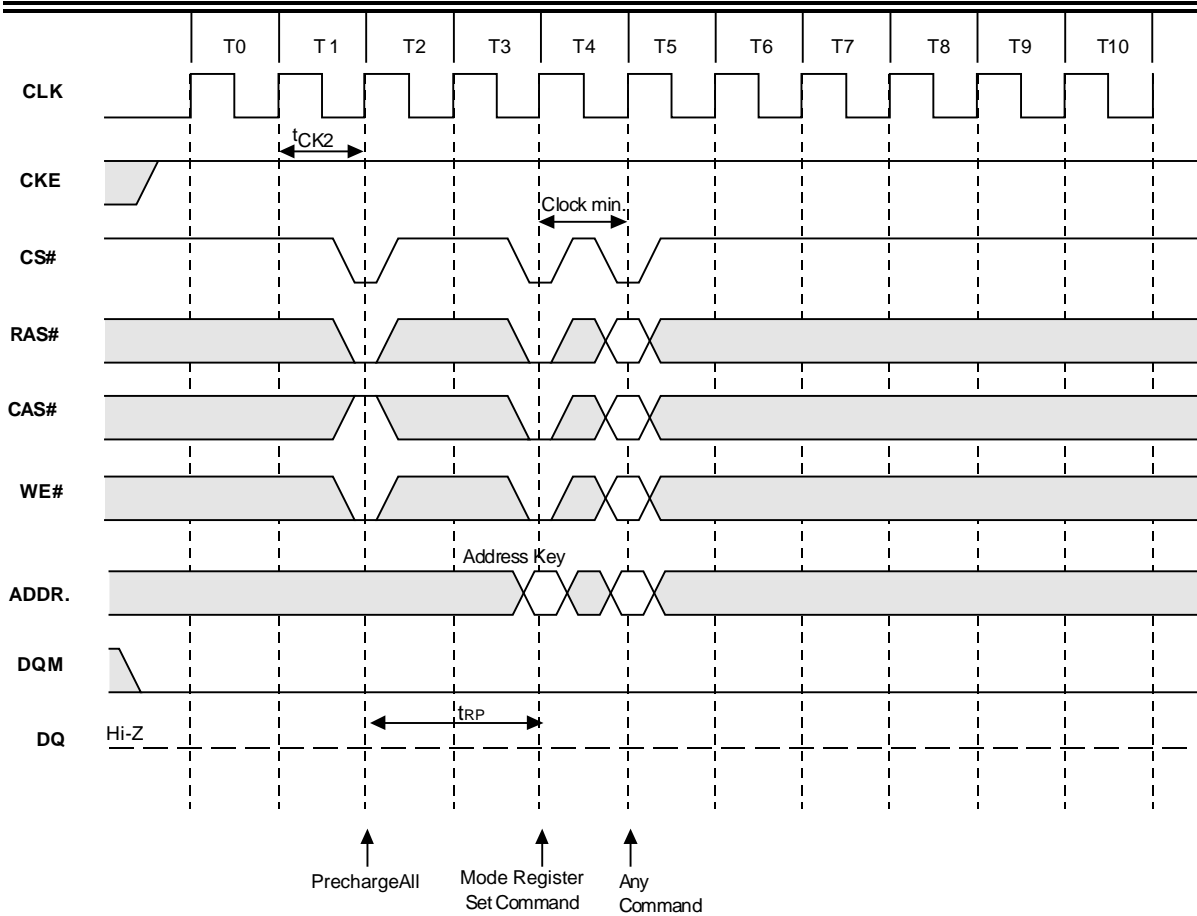 T0 T1 T2 T3 T4 T5 T6 T7 T8 T9 T10
CLK
tCK2
CKE
Clock min.
CS#
RAS#
CAS#
WE#
Address Key
ADDR.
DQM
tRP
DQ Hi-Z
PrechargeAll
Mode Register
Set Command
Any
Command